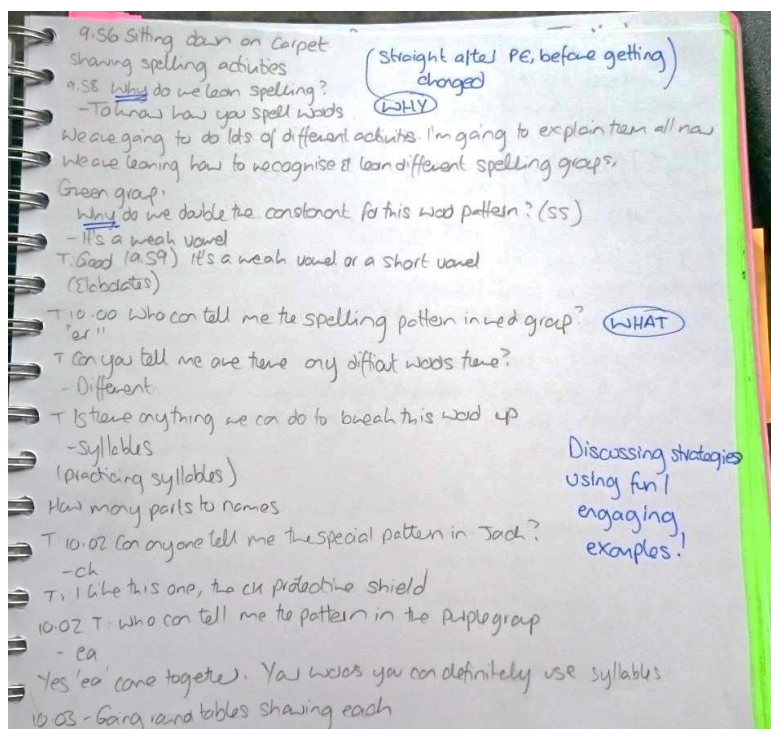 9.56 Sitting down on carpet
sharing spelling activities
(Straight after PE, before getting
changed)
9.58 Why do we learn spelling?
WHY
-To know how you spell words
We are going to do lots of different activites. I'm going to explain them all now
We are learning how to recognise & learn different spelling groups.
Green group.
Why do we double the consonant for this word pattern? (ss)
- It's a weak vowel
T. Good (9.59) It's a weak vowel or a short vowel
(Elaborates)
T 10.00 Who can tell me the spelling pattern in red group?
WHAT
"er"
T Can you tell me are there any difficult words there?
- Different
T Is there anything we can do to break this word up
-syllables
(practicing syllables)
How many parts to names
Discussing strategies
using fun /
engaging
examples!
T. 10.02 Can anyone tell me the special pattern in Jack?
-ck
T. I like this one, the ck protective shield
10.02 T. Who can tell me the pattern in the purple group
- ea
Yes 'ea' come together. Your words you can definitely use syllables
10.03 - Going round tables showing each